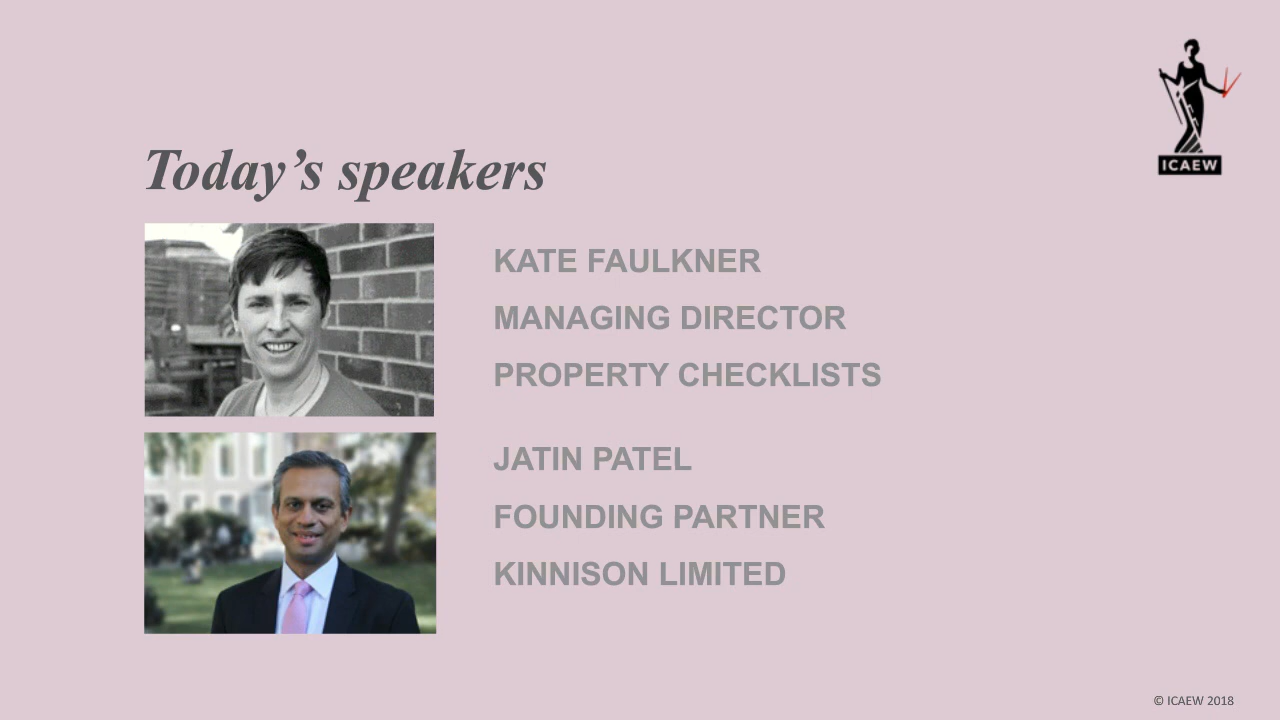 ICAEW
Today’s speakers
KATE FAULKNER
MANAGING DIRECTOR
PROPERTY CHECKLISTS
JATIN PATEL
FOUNDING PARTNER
KINNISON LIMITED
© ICAEW 2018